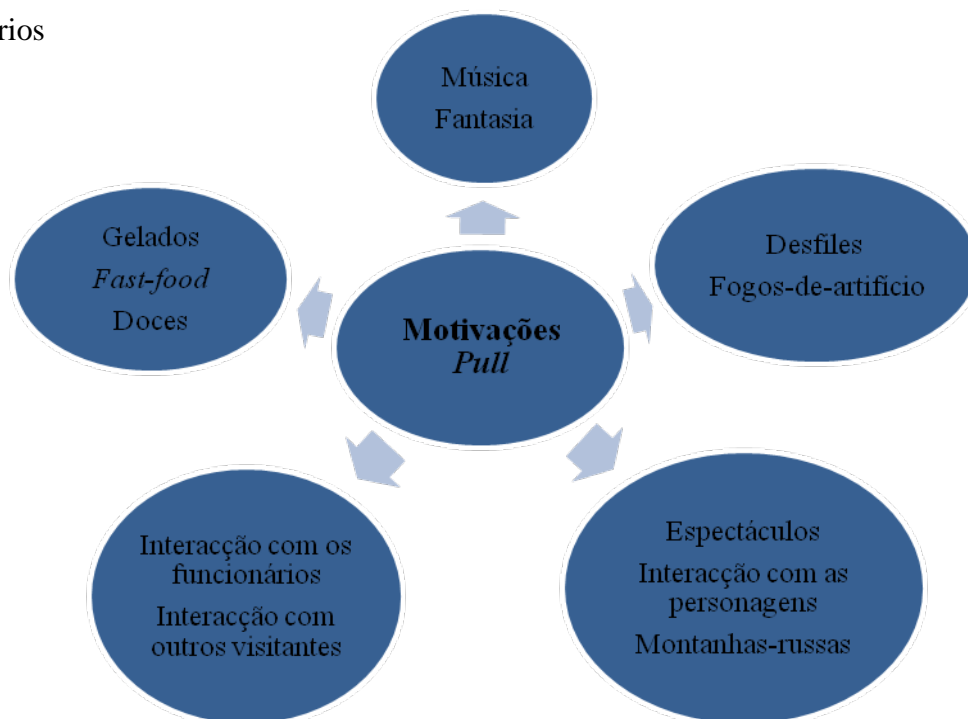 rios
Música
Fantasia
Gelados
Fast-food
Doces
Desfiles
Fogos-de-artifício
Motivações
Pull
Interacção com os
funcionários
Interacção com
outros visitantes
Espectáculos
Interacção com as
personagens
Montanhas-russas